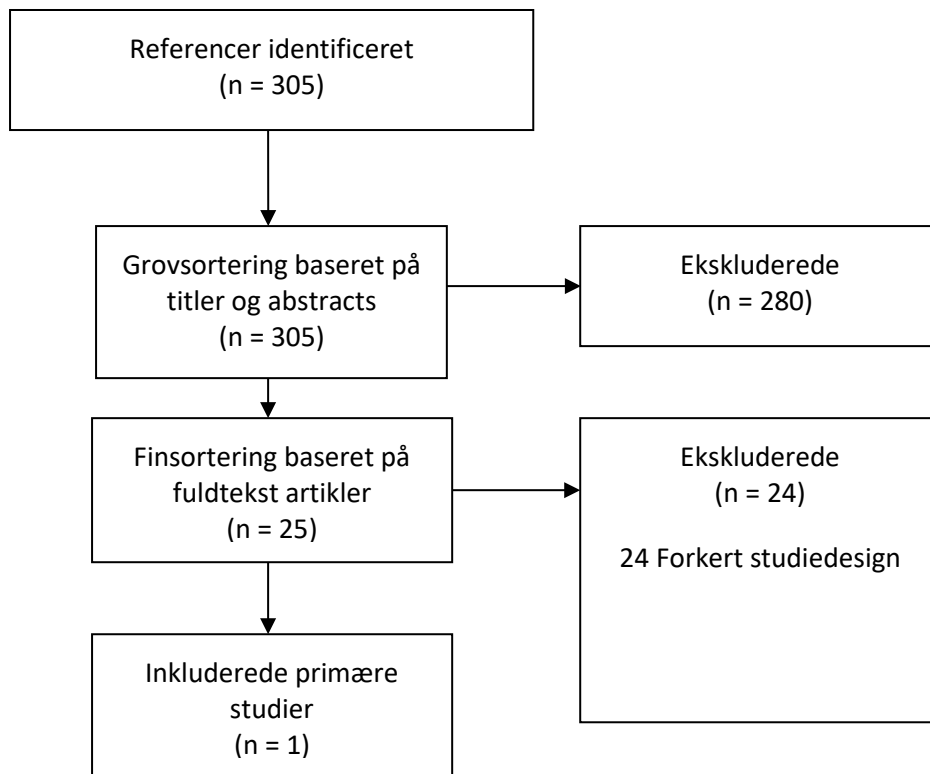 Referencer identificeret
(n = 305)
Grovsortering baseret på
titler og abstracts
(n = 305)
Ekskluderede
(n = 280)
Finsortering baseret på
fuldtekst artikler
(n = 25)
Ekskluderede
(n = 24)
24 Forkert studiedesign
Inkluderede primære
studier
(n = 1)